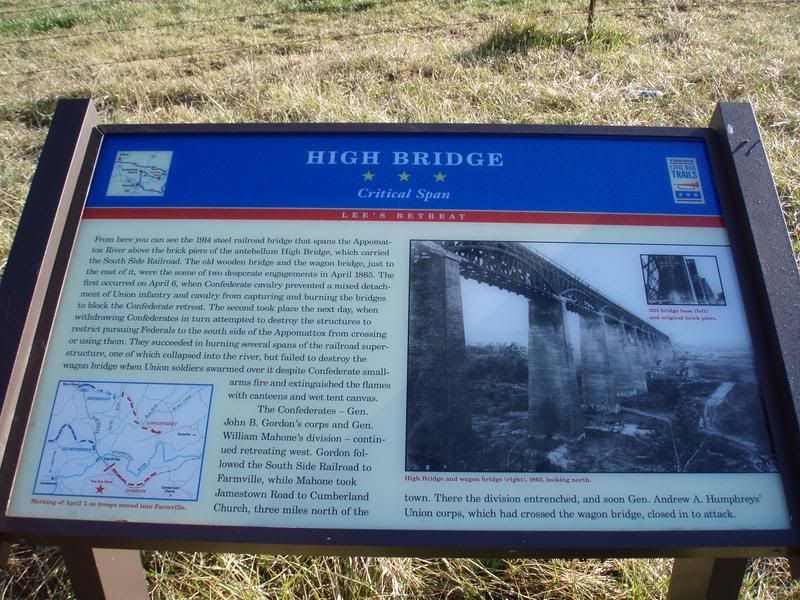 HIGH BRIDGE
Critical Span
VIRGINIA
CIVIL WAR
TRAILS
LEE'S RETREAT
From here you can see the 1914 steel railroad bridge that spans the Appomat-
tox River above the brick piers of the antebellum High Bridge, which carried
the South Side Railroad. The old wooden bridge and the wagon bridge, just to
the east of it, were the scene of two desperate engagements in April 1865. The
first occurred on April 6, when Confederate cavalry prevented a mixed detach-
ment of Union infantry and cavalry from capturing and burning the bridges
to block the Confederate retreat. The second took place the next day, when
withdrawing Confederates in turn attempted to destroy the structures to
restrict pursuing Federals to the south side of the Appomattox from crossing
or using them. They succeeded in burning several spans of the railroad super-
structure, one of which collapsed into the river, but failed to destroy the
wagon bridge when Union soldiers swarmed over it despite Confederate small-
arms fire and extinguished the flames
with canteens and wet tent canvas.
The Confederates – Gen.
John B. Gordon's corps and Gen.
William Mahone's division – contin-
ued retreating west. Gordon fol-
lowed the South Side Railroad to
Farmville, while Mahone took
Jamestown Road to Cumberland
Church, three miles north of the
LONGSTREET
APPOMATTOX
High Bridge
GORDON
Morning of April 7, as troops moved into Farmville.
1914 bridge base (left)
and original brick piers.
High Bridge and wagon bridge (right), 1865, looking north.
town. There the division entrenched, and soon Gen. Andrew A. Humphreys'
Union corps, which had crossed the wagon bridge, closed in to attack.